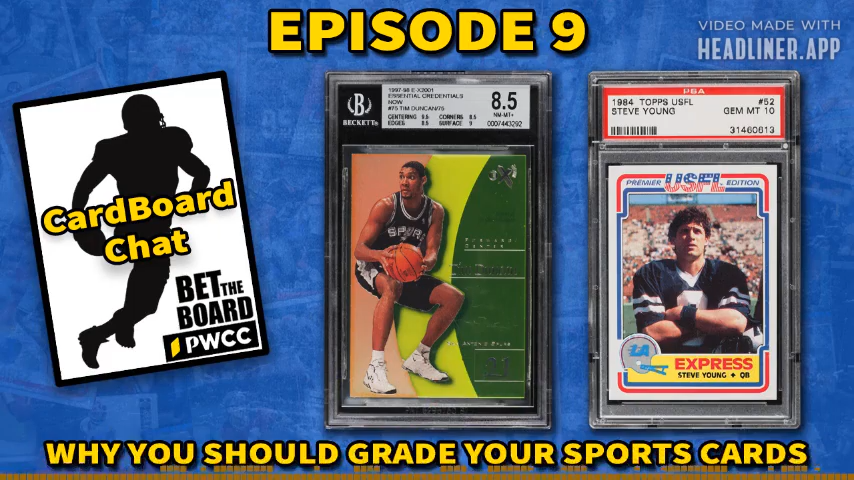 EPISODE 9
VIDEO MADE WITH
HEADLINER.APP
CardBoard
Chat
BET THE
BOARD
PWCC
BECKETT
1997-98 E-X2001
ESSENTIAL CREDENTIALS
NOW
#75 TIM DUNCAN/75
CENTERING 9.5 CORNERS 8.5
EDGES 8.5 SURFACE 9
8.5
NM-MT+
0007443292
SPURS
PSA
1984 TOPPS USFL #52
STEVE YOUNG GEM MT 10
31460613
PREMIER USFL EDITION
LA
EXPRESS
STEVE YOUNG ✦ QB
WHY YOU SHOULD GRADE YOUR SPORTS CARDS